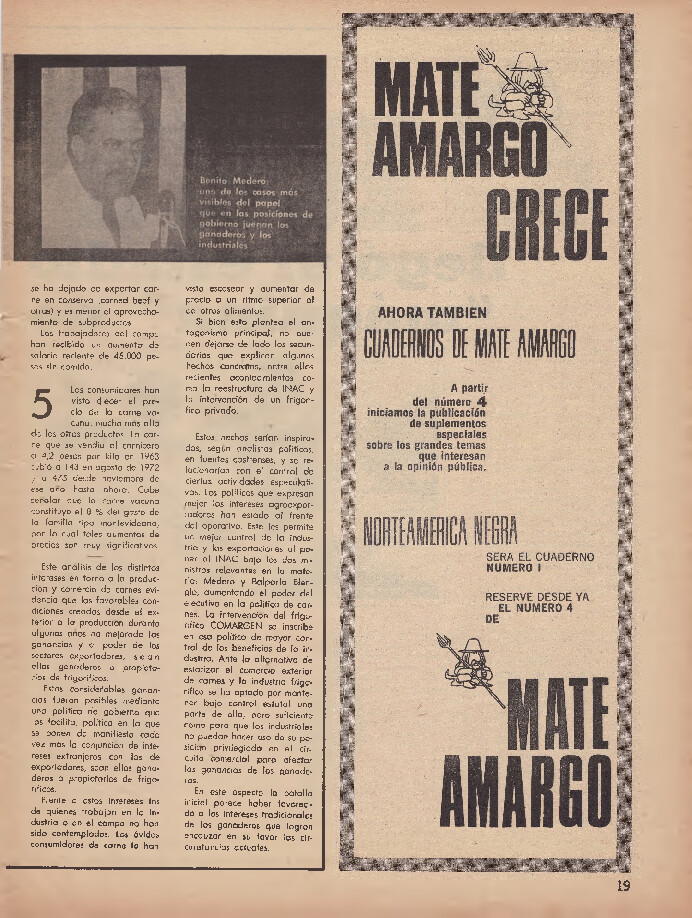 Benito Medero:
uno de los casos más
visibles del papel
que en las posiciones de
gobierno juegan los
ganaderos y los
industriales
se ha dejado de exportar car-
ne en conserva (corned beef y
otras) y es menor el aprovecha-
miento de subproductos.
Los trabajadores del campo
han recibido un aumento de
salario reciente de 45.000 pe-
sos sin comida.
5 Los consumidores han
visto crecer el pre-
cio de la carne va-
cuna, mucho más allá
de los otros productos. La car-
ne que se vendía al carnicero
a 4,2 pesos por kilo en 1963
subió a 143 en agosto de 1972
y a 475 desde noviembre de
ese año hasta ahora. Cabe
señalar que la carne vacuna
constituye el 8 % del gasto de
la familia tipo montevideana,
por lo cual tales aumentos de
precios son muy significativos.
Este análisis de los distintos
intereses en torno a la produc-
ción y comercio de carnes evi-
dencia que las favorables con-
diciones creadas desde el ex-
terior a la producción durante
algunos años ha mejorado las
ganancias y el poder de los
sectores exportadores, sean
ellos ganaderos o propieta-
rios de frigoríficos.
Estas considerables ganan-
cias fueron posibles mediante
una política de gobierno que
las facilita, política en la que
se ponen de manifiesto cada
vez más la conjunción de inte-
reses extranjeros con los de
exportadores, sean ellos gana-
deros o propietarios de frigo-
ríficos.
Frente a estos intereses los
de quienes trabajan en la in-
dustria o en el campo no han
sido contemplados. Los ávidos
consumidores de carne la han
visto escasear y aumentar de
precio a un ritmo superior al
de otros alimentos.
Si bien esto plantea el an-
tagonismo principal, no pue-
den dejarse de lado los secun-
darios que explican algunos
hechos concretos, entre ellos
recientes acontecimientos co-
mo la reestructura de INAC y
la intervención de un frigorí-
fico privado.
Estos hechos serían inspira-
dos, según analistas políticos,
en fuentes castrenses, y se re-
lacionarían con el control de
ciertas actividades especulati-
vas. Los políticos que expresan
mejor los intereses agroexpor-
tadores han estado al frente
del operativo. Esto les permite
un mejor control de la indus-
tria y las exportaciones al po-
ner al INAC bajo los dos mi-
nistros relevantes en la mate-
ria: Medero y Balparda Blen-
gio, aumentando el poder del
ejecutivo en la política de car-
nes. La intervención del frigo-
rífico COMARGEN se inscribe
en esa política de mayor con-
trol de los beneficios de la in-
dustria. Ante la alternativa de
estatizar el comercio exterior
de carnes y la industria frigo-
rífica se ha optado por mante-
ner bajo control estatal una
parte de ella, pero suficiente
como para que los industriales
no puedan hacer uso de su po-
sición privilegiada en el cir-
cuito comercial para afectar
las ganancias de los ganade-
ros.
En este aspecto la batalla
inicial parece haber favoreci-
do a los intereses tradicionales
de los ganaderos que logran
encauzar en su favor las cir-
cunstancias actuales.
MATE
AMARGO
CRECE
AHORA TAMBIEN
CUADERNOS DE MATE AMARGO
A partir
del número 4
iniciamos la publicación
de suplementos
especiales
sobre los grandes temas
que interesan
a la opinión pública.
NORTEAMERICA NEGRA
SERA EL CUADERNO
NUMERO I
RESERVE DESDE YA
EL NUMERO 4
DE
MATE
AMARGO
19